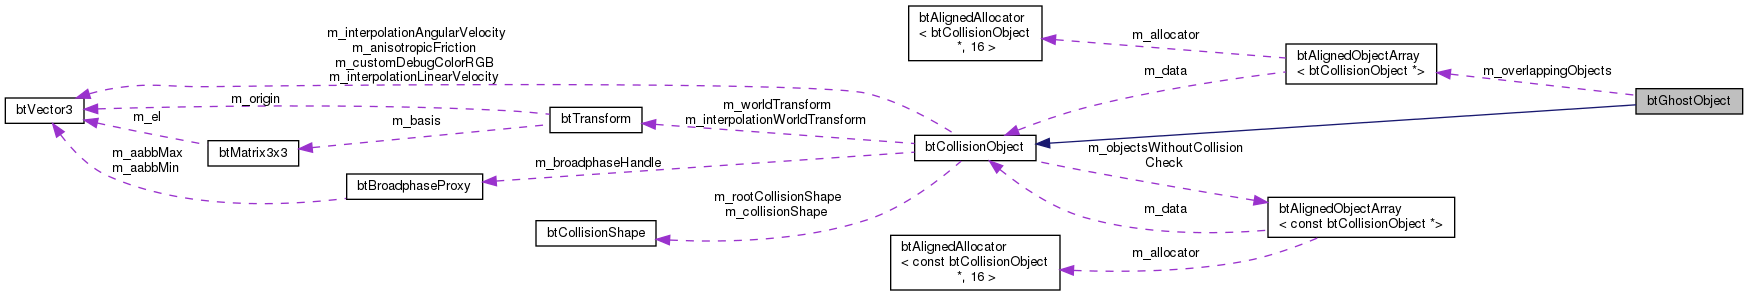 btAlignedAllocator
< btCollisionObject
*, 16 >
m_interpolationAngularVelocity
m_anisotropicFriction
m_customDebugColorRGB
m_interpolationLinearVelocity
m_allocator
btAlignedObjectArray
< btCollisionObject *>
m_data
m_overlappingObjects
btGhostObject
btVector3
m_origin
m_el
btTransform
m_basis
m_worldTransform
m_interpolationWorldTransform
btMatrix3x3
m_aabbMax
m_aabbMin
btCollisionObject
m_objectsWithoutCollision
Check
m_broadphaseHandle
btBroadphaseProxy
m_rootCollisionShape
m_collisionShape
btCollisionShape
m_data
btAlignedObjectArray
< const btCollisionObject *>
m_allocator
btAlignedAllocator
< const btCollisionObject
*, 16 >